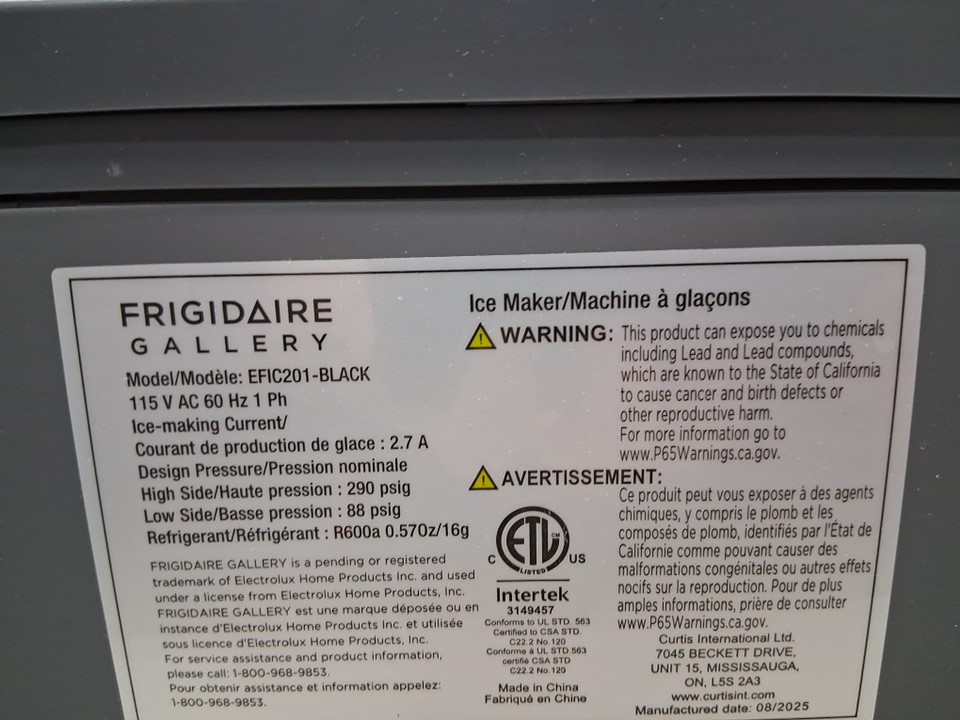 FRIGIDAIRE
GALLERY
Model/Modèle: EFIC201-BLACK
115 V AC 60 Hz 1 Ph
Ice-making Current/
Courant de production de glace : 2.7 A
Design Pressure/Pression nominale
High Side/Haute pression : 290 psig
Low Side/Basse pression : 88 psig
Refrigerant/Réfrigérant : R600a 0.57oz/16g
FRIGIDAIRE GALLERY is a pending or registered
trademark of Electrolux Home Products Inc. and used
under a license from Electrolux Home Products, Inc.
FRIGIDAIRE GALLERY est une marque déposée ou en
instance d'Electrolux Home Products Inc. et utilisée
sous licence d'Electrolux Home Products, Inc.
For service assistance and product information,
please call: 1-800-968-9853.
Pour obtenir assistance et information appelez:
1-800-968-9853.
Ice Maker/Machine à glaçons
WARNING: This product can expose you to chemicals
including Lead and Lead compounds,
which are known to the State of California
to cause cancer and birth defects or
other reproductive harm.
For more information go to
www.P65Warnings.ca.gov.
AVERTISSEMENT:
Ce produit peut vous exposer à des agents
chimiques, y compris le plomb et les
composés de plomb, identifiés par l'État de
Californie comme pouvant causer des
malformations congénitales ou autres effets
nocifs sur la reproduction. Pour de plus
amples informations, prière de consulter
www.P65Warnings.ca.gov.
ETL CM
C US
LISTED
Intertek
3149457
Conforms to UL STD. 563
Certified to CSA STD.
C22.2 No.120
Conforme à UL STD.563
certifié CSA STD
C22.2 No.120
Made in China
Fabriqué en Chine
Curtis International Ltd.
7045 BECKETT DRIVE,
UNIT 15, MISSISSAUGA,
ON, L5S 2A3
www.curtisint.com
Manufactured date: 08/2025